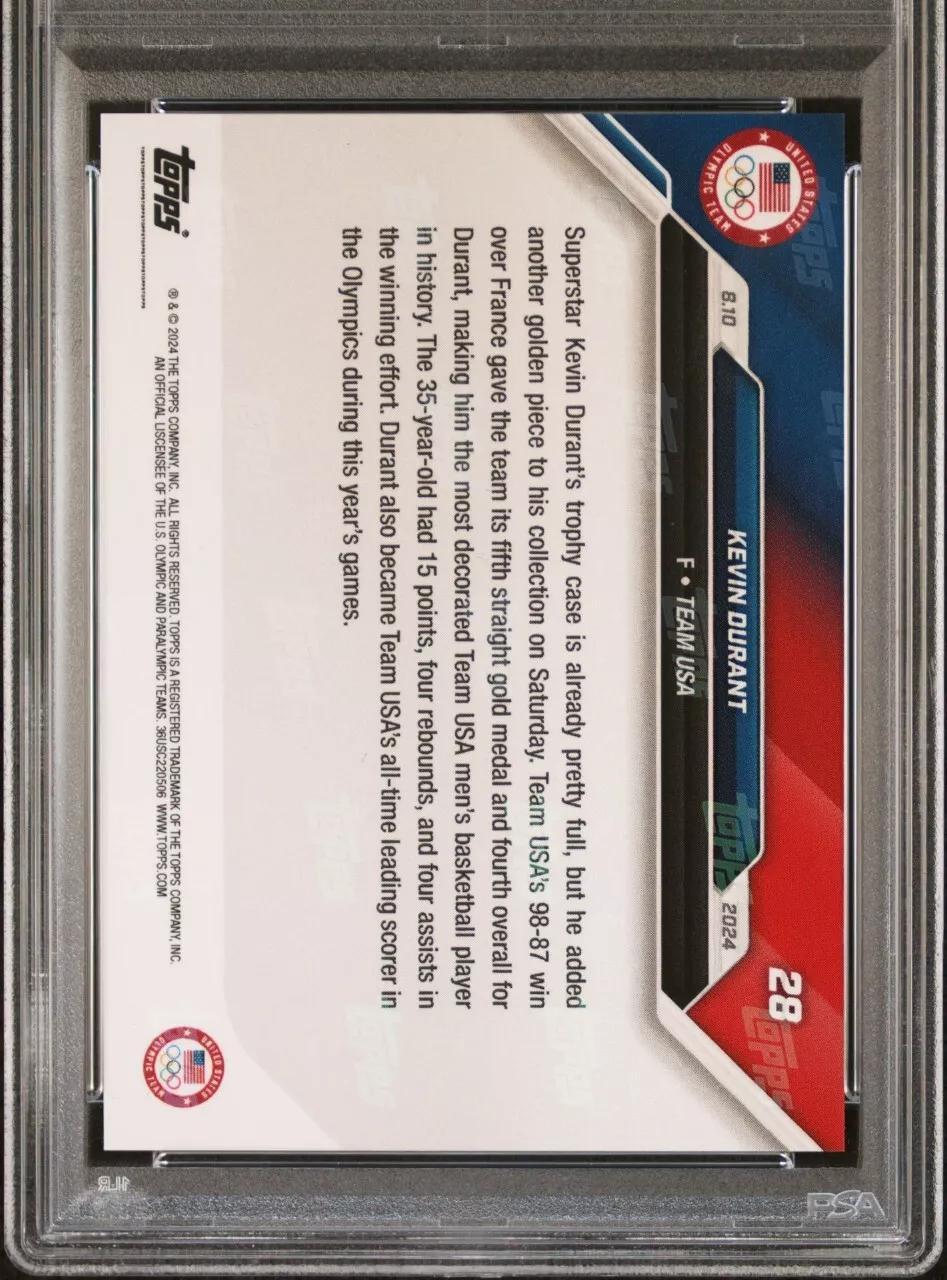 UNITED STATES
OLYMPIC TEAM
28
8.10
KEVIN DURANT
2024
F • TEAM USA
Superstar Kevin Durant's trophy case is already pretty full, but he added
another golden piece to his collection on Saturday. Team USA's 98-87 win
over France gave the team its fifth straight gold medal and fourth overall for
Durant, making him the most decorated Team USA men's basketball player
in history. The 35-year-old had 15 points, four rebounds, and four assists in
the winning effort. Durant also became Team USA's all-time leading scorer in
the Olympics during this year's games.
topps®
® & © 2024 THE TOPPS COMPANY, INC. ALL RIGHTS RESERVED. TOPPS IS A REGISTERED TRADEMARK OF THE TOPPS COMPANY, INC.
AN OFFICIAL LISCENSEE OF THE U.S. OLYMPIC AND PARALYMPIC TEAMS. 36USC220506 WWW.TOPPS.COM
UNITED STATES
OLYMPIC TEAM
PSA